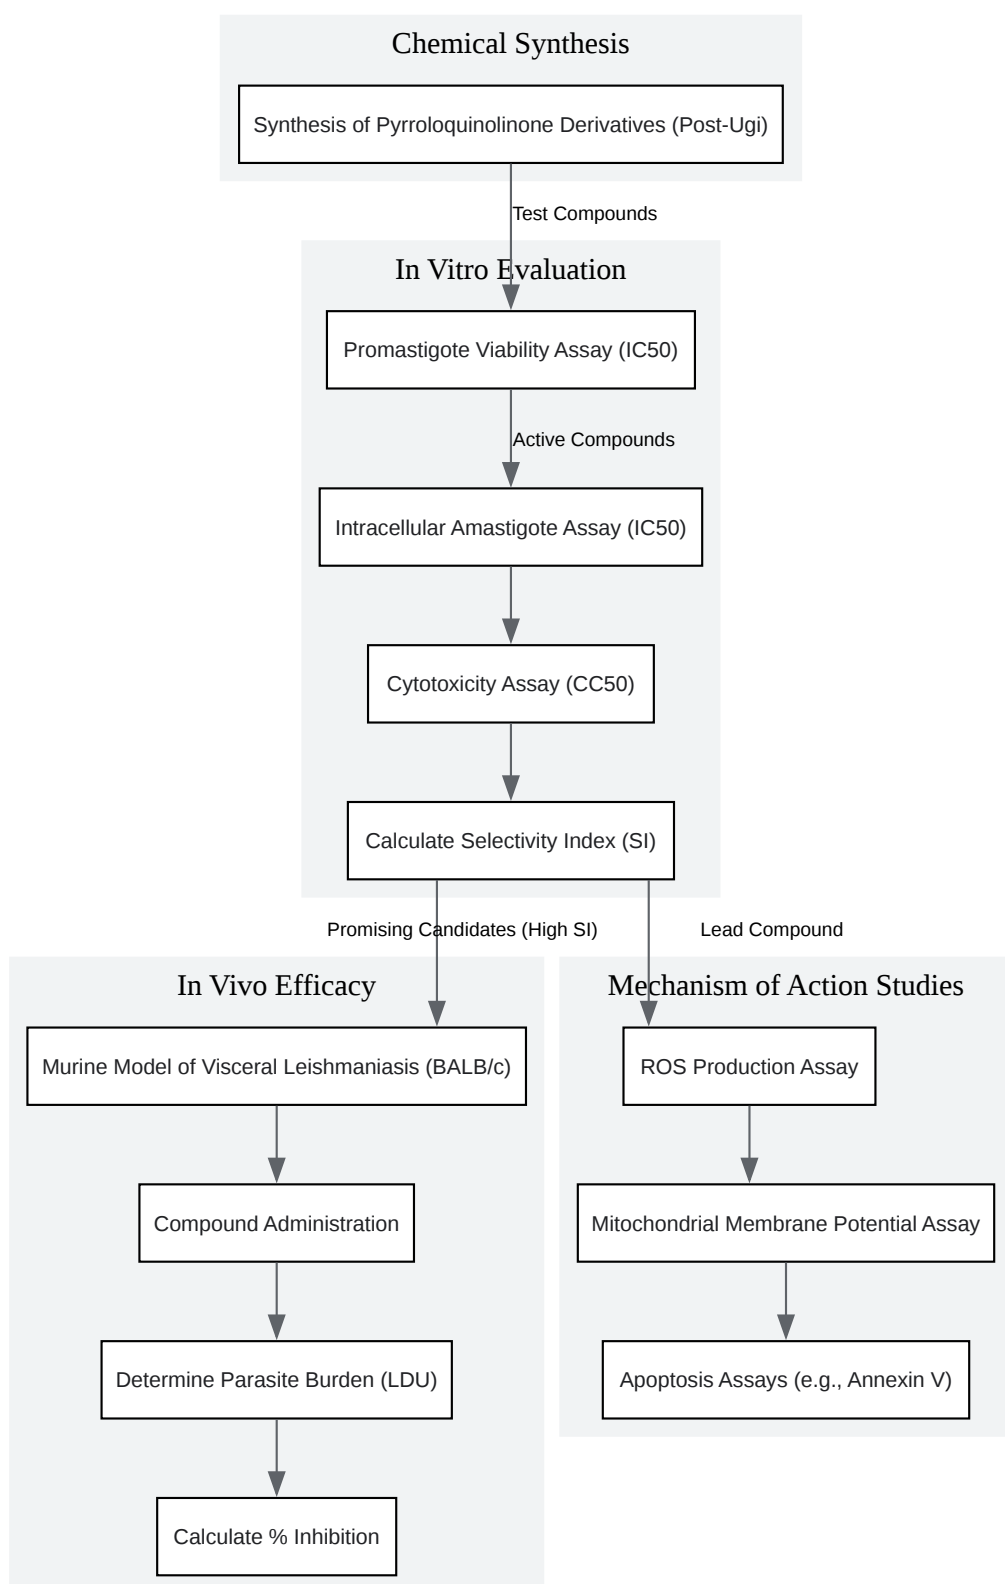 Chemical Synthesis
Synthesis of Pyrroloquinolinone Derivatives (Post-Ugi)
Test Compounds
In Vitro Evaluation
Promastigote Viability Assay (IC50)
Active Compounds
Intracellular Amastigote Assay (IC50)
Cytotoxicity Assay (CC50)
Calculate Selectivity Index (SI)
Promising Candidates (High SI)
Lead Compound
In Vivo Efficacy
Mechanism of Action Studies
Murine Model of Visceral Leishmaniasis (BALB/c)
ROS Production Assay
Compound Administration
Mitochondrial Membrane Potential Assay
Determine Parasite Burden (LDU)
Apoptosis Assays (e.g., Annexin V)
Calculate % Inhibition